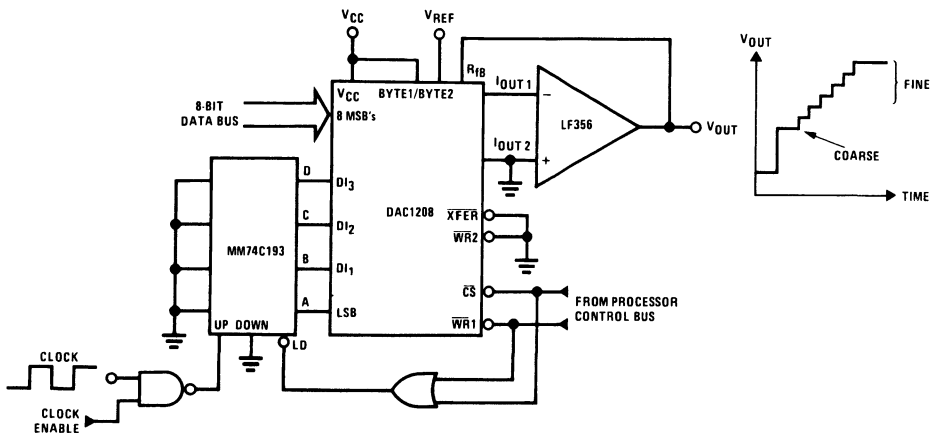 VCC
VREF
VOUT
RfB
VCC
BYTE1/BYTE2
IOUT 1
8-BIT
DATA BUS
8 MSB's
−
LF356
VOUT
FINE
COARSE
IOUT 2
+
D
DI3
DAC1208
TIME
XFER
C
DI2
WR2
MM74C193
B
DI1
CS
FROM PROCESSOR
CONTROL BUS
A
LSB
WR1
UP DOWN
LD
CLOCK
CLOCK
ENABLE